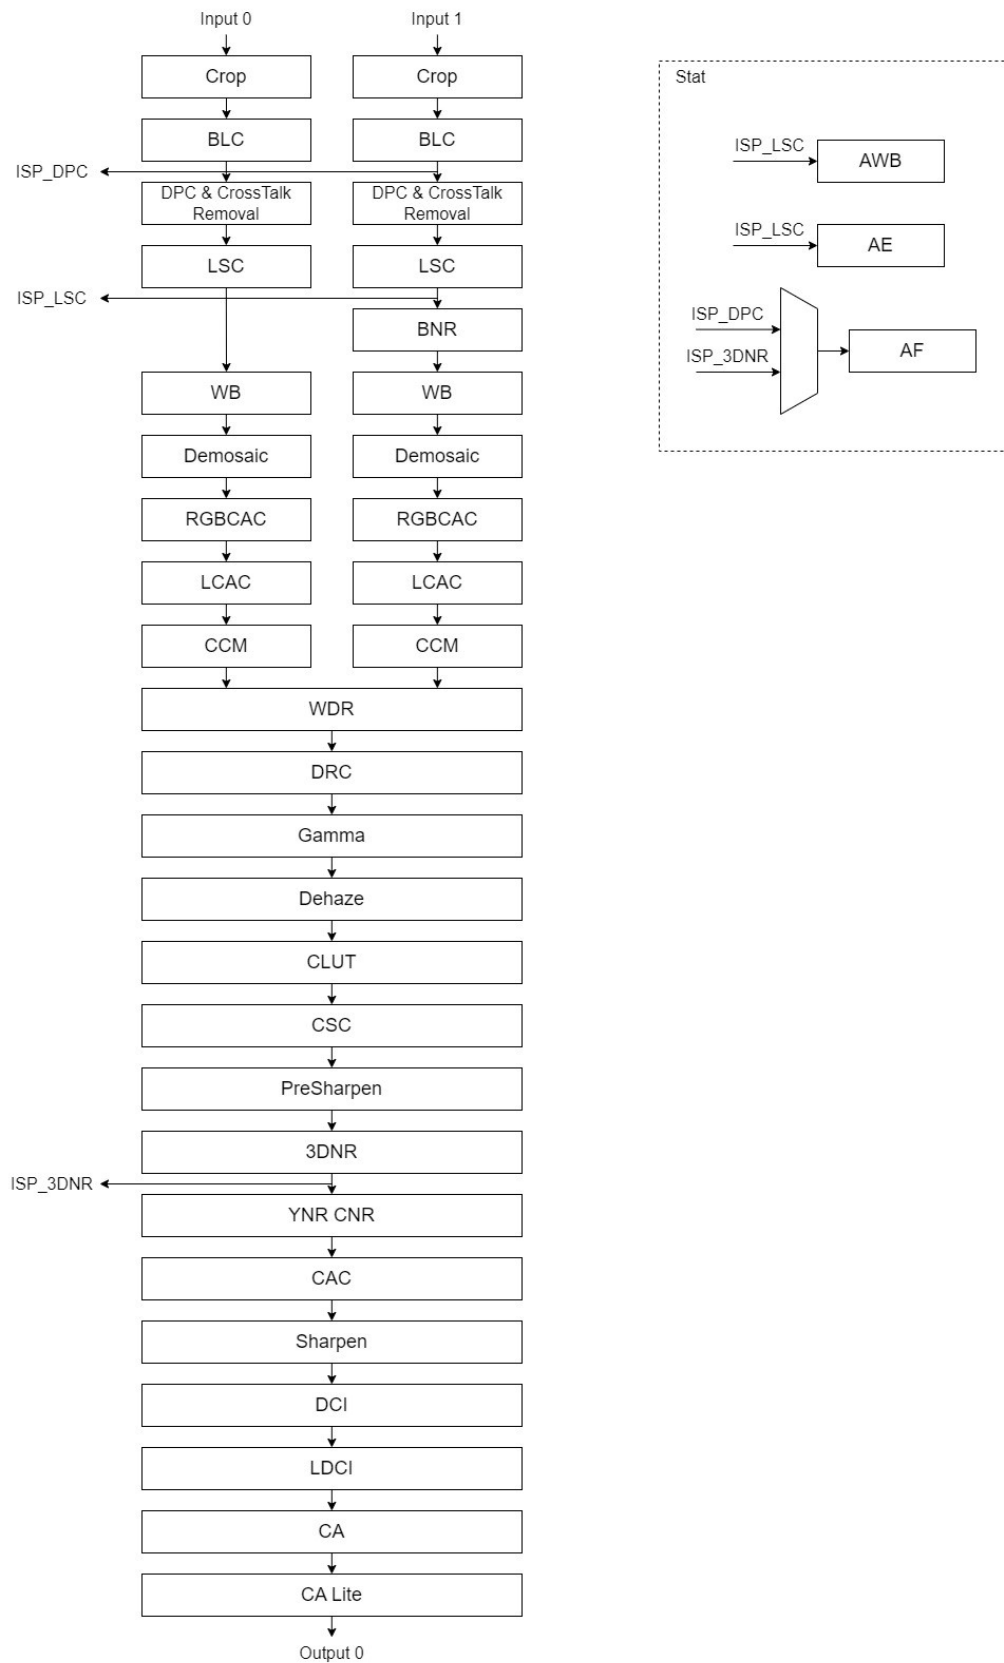 Input 0
Input 1
Crop
Crop
BLC
BLC
ISP_DPC
DPC & CrossTalk
Removal
DPC & CrossTalk
Removal
LSC
LSC
ISP_LSC
BNR
WB
WB
Demosaic
Demosaic
RGBCAC
RGBCAC
LCAC
LCAC
CCM
CCM
WDR
DRC
Gamma
Dehaze
CLUT
CSC
PreSharpen
3DNR
ISP_3DNR
YNR CNR
CAC
Sharpen
DCI
LDCI
CA
CA Lite
Output 0
Stat
ISP_LSC
AWB
ISP_LSC
AE
ISP_DPC
ISP_3DNR
AF